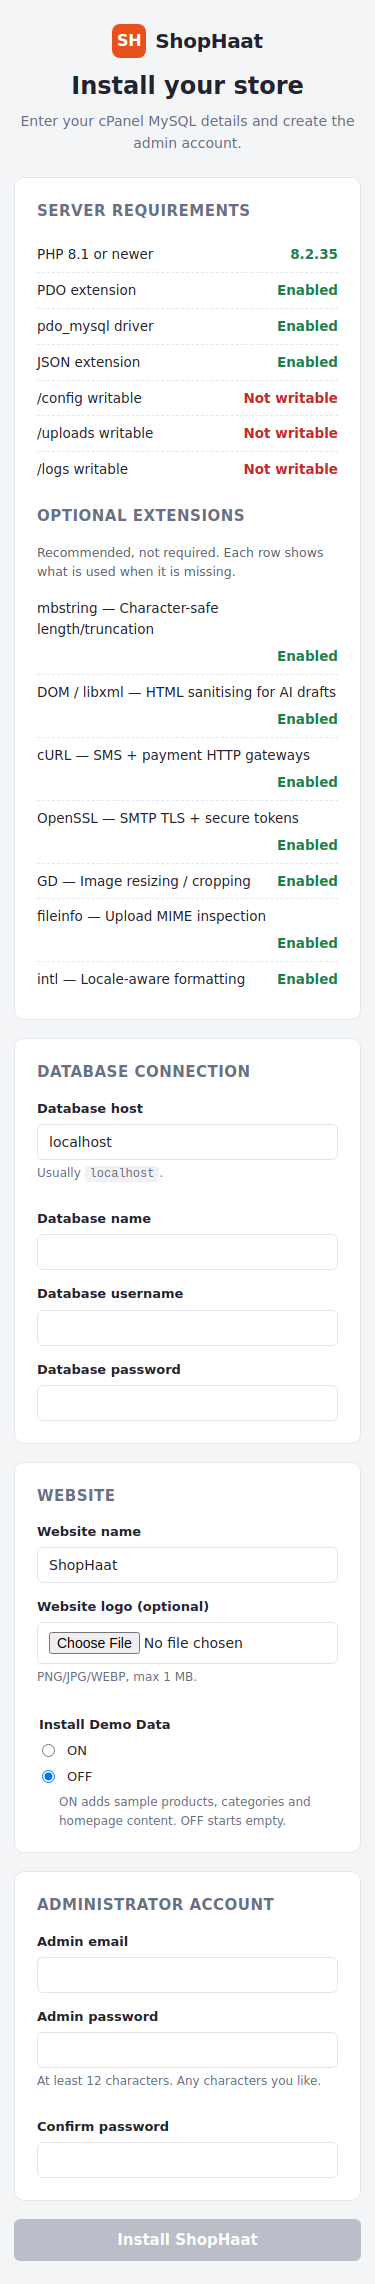 SH ShopHaat
Install your store
Enter your cPanel MySQL details and create the
admin account.
SERVER REQUIREMENTS
PHP 8.1 or newer 8.2.35
PDO extension Enabled
pdo_mysql driver Enabled
JSON extension Enabled
/config writable Not writable
/uploads writable Not writable
/logs writable Not writable
OPTIONAL EXTENSIONS
Recommended, not required. Each row shows
what is used when it is missing.
mbstring — Character-safe
length/truncation
Enabled
DOM / libxml — HTML sanitising for AI drafts
Enabled
cURL — SMS + payment HTTP gateways
Enabled
OpenSSL — SMTP TLS + secure tokens
Enabled
GD — Image resizing / cropping Enabled
fileinfo — Upload MIME inspection
Enabled
intl — Locale-aware formatting Enabled
DATABASE CONNECTION
Database host
localhost
Usually localhost.
Database name
Database username
Database password
WEBSITE
Website name
ShopHaat
Website logo (optional)
Choose File No file chosen
PNG/JPG/WEBP, max 1 MB.
Install Demo Data
ON
OFF
ON adds sample products, categories and
homepage content. OFF starts empty.
ADMINISTRATOR ACCOUNT
Admin email
Admin password
At least 12 characters. Any characters you like.
Confirm password
Install ShopHaat